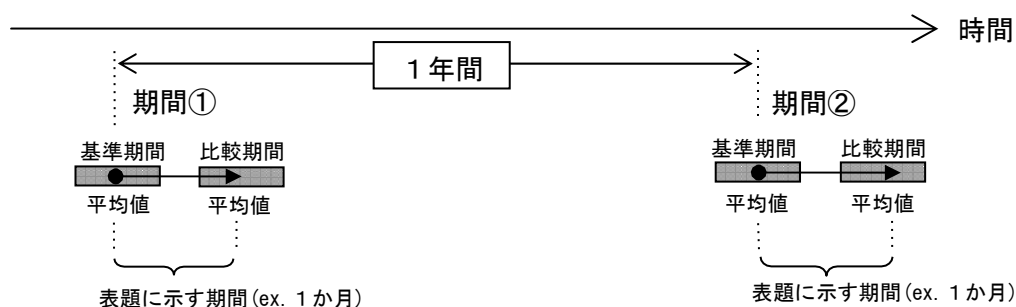 時間
１年間
期間①
期間②
基準期間 比較期間
基準期間 比較期間
平均値 平均値
平均値 平均値
表題に示す期間(ex. １か月)
表題に示す期間(ex. １か月)